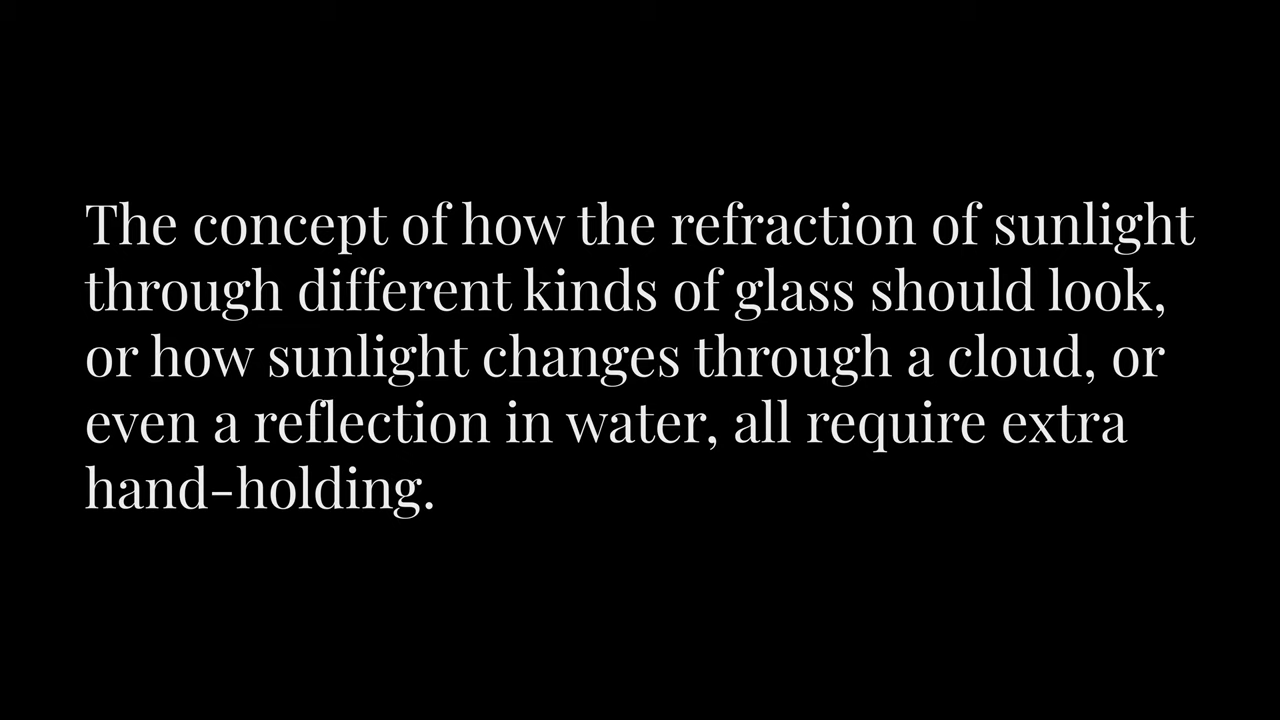 The concept of how the refraction of sunlight
through different kinds of glass should look,
or how sunlight changes through a cloud, or
even a reflection in water, all require extra
hand-holding.